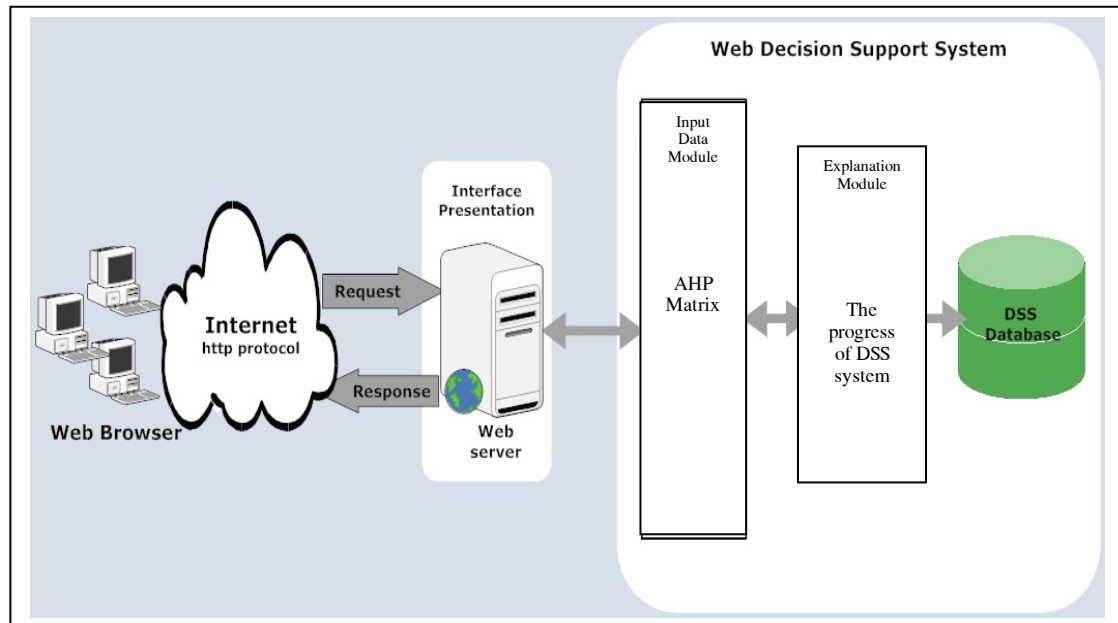 Web Decision Support System
Input
Data
Module
AHP
Matrix
Explanation
Module
The
progress
of DSS
system
DSS
Database
Interface
Presentation
Request
Response
Web
server
Internet
http protocol
Web Browser